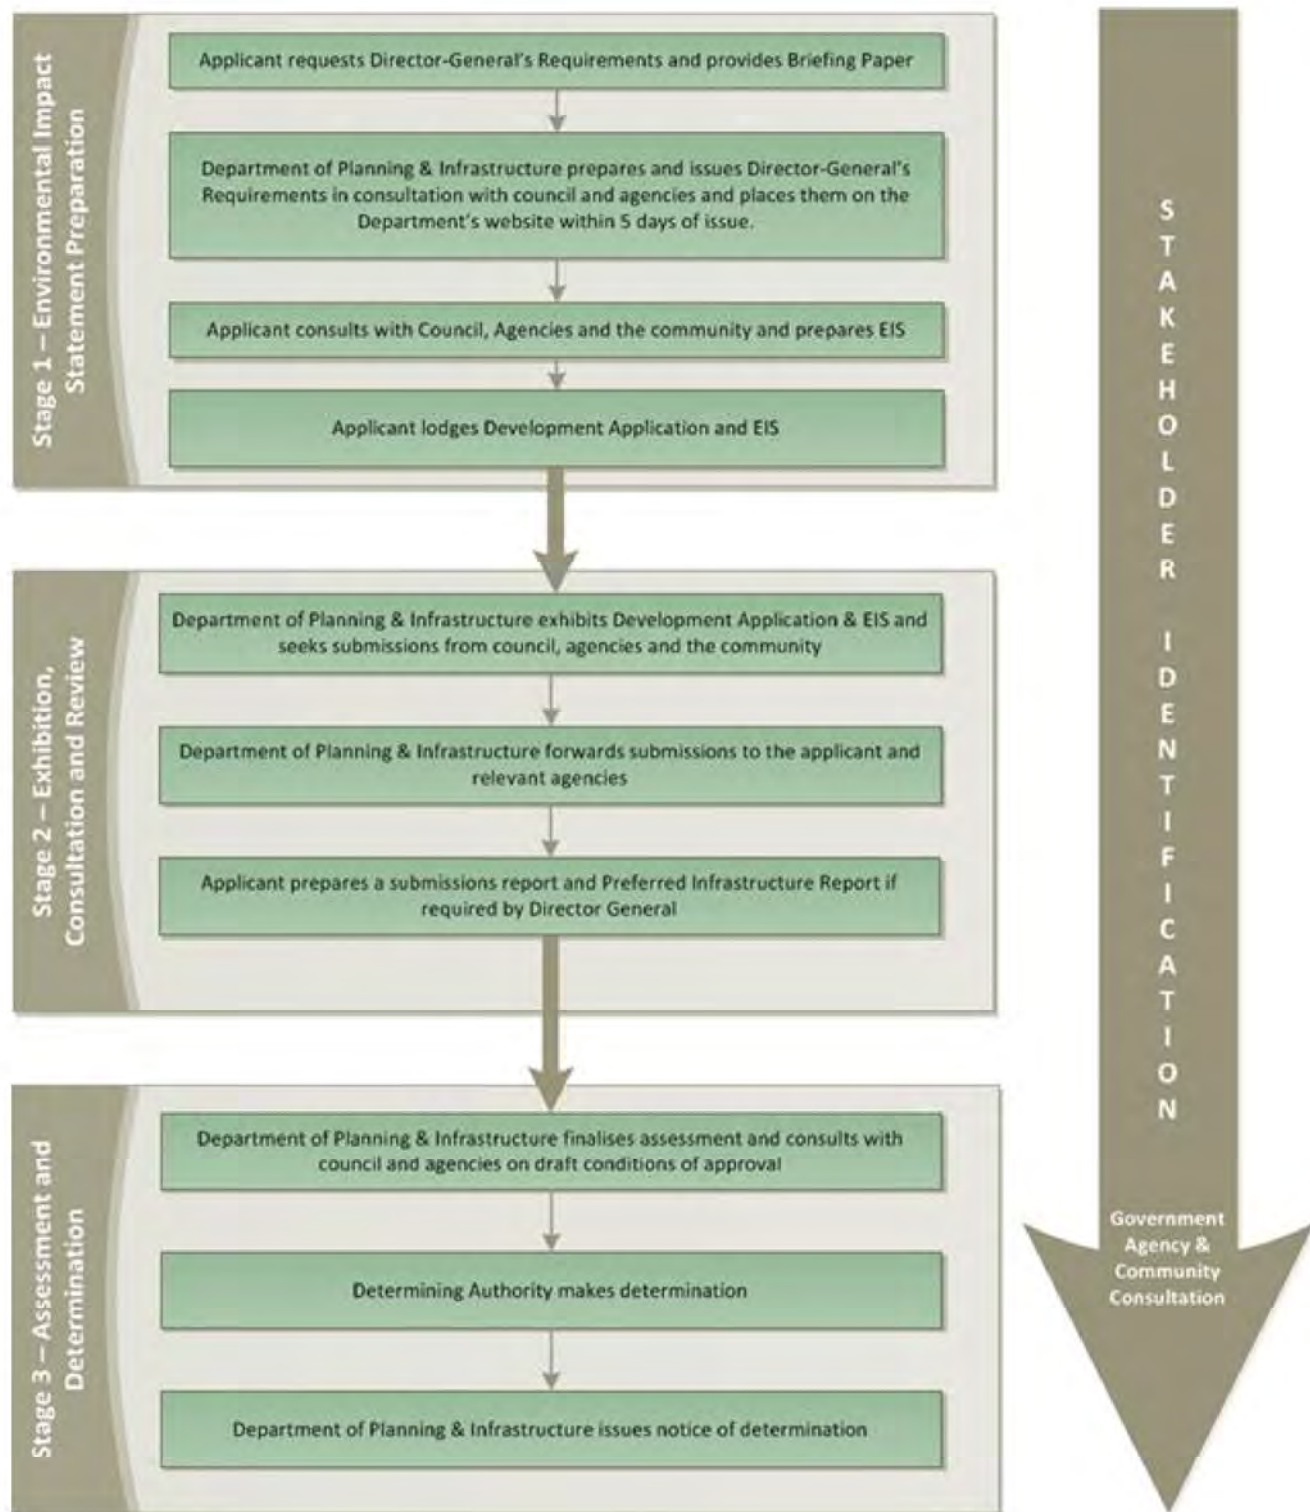 Stage 1 – Environmental Impact
Statement Preparation
Applicant requests Director-General's Requirements and provides Briefing Paper
Department of Planning & Infrastructure prepares and issues Director-General's
Requirements in consultation with council and agencies and places them on the
Department's website within 5 days of issue.
Applicant consults with Council, Agencies and the community and prepares EIS
Applicant lodges Development Application and EIS
Stage 2 – Exhibition,
Consultation and Review
Department of Planning & Infrastructure exhibits Development Application & EIS and
seeks submissions from council, agencies and the community
Department of Planning & Infrastructure forwards submissions to the applicant and
relevant agencies
Applicant prepares a submissions report and Preferred Infrastructure Report if
required by Director General
Stage 3 – Assessment and
Determination
Department of Planning & Infrastructure finalises assessment and consults with
council and agencies on draft conditions of approval
Determining Authority makes determination
Department of Planning & Infrastructure issues notice of determination
STAKEHOLDER IDENTIFICATION
Government
Agency &
Community
Consultation